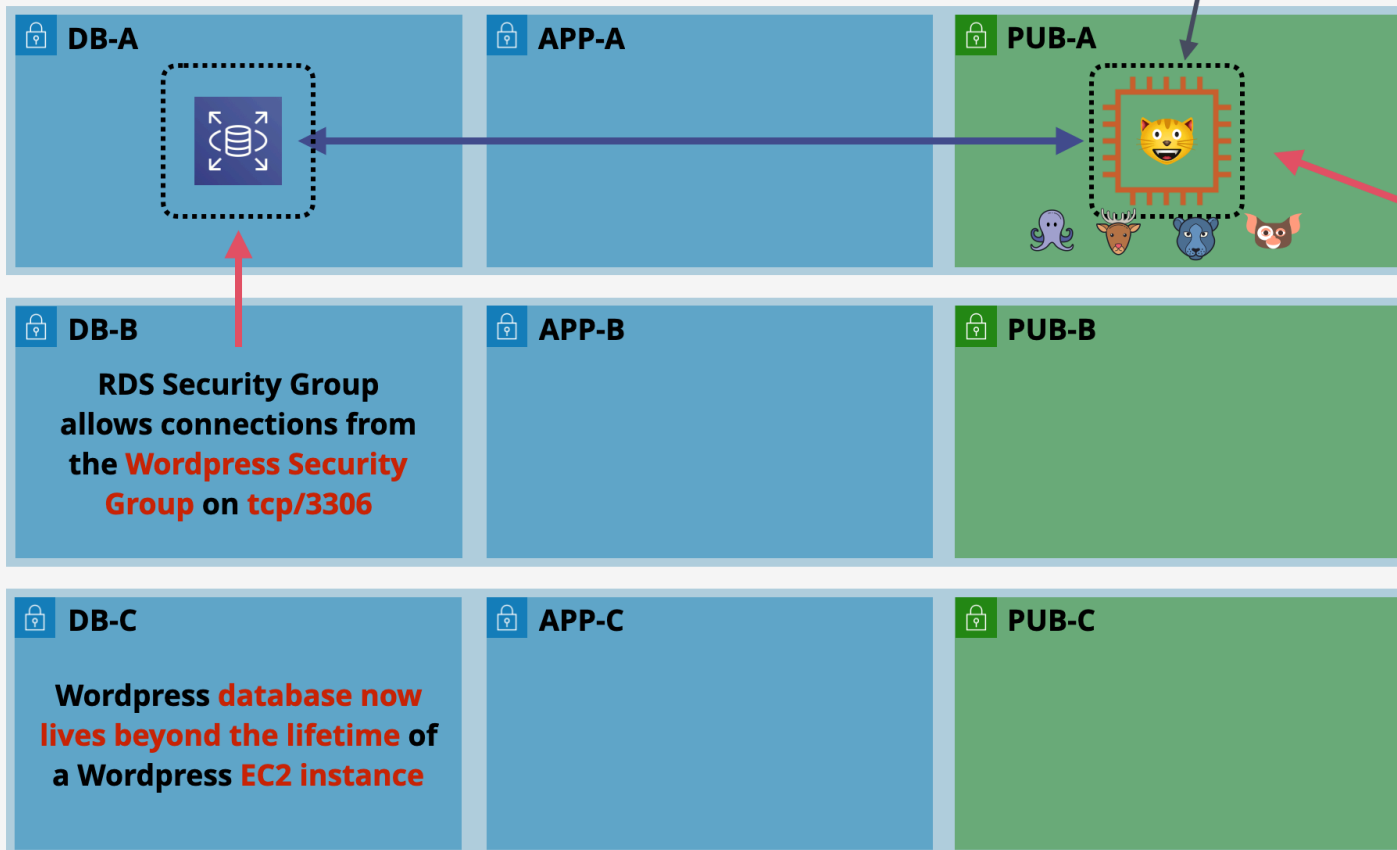 DB-A
APP-A
PUB-A
DB-B
APP-B
PUB-B
RDS Security Group
allows connections from
the Wordpress Security
Group on tcp/3306
DB-C
APP-C
PUB-C
Wordpress database now
lives beyond the lifetime of
a Wordpress EC2 instance